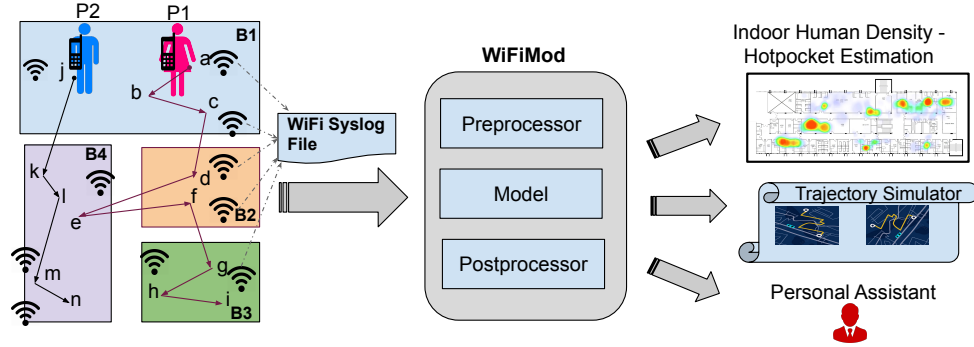 P2
P1
B1
j
a
b
c
WiFi Syslog
File
B4
k
l
e
d
f
B2
m
n
g
h
i
B3
WiFiMod
Preprocessor
Model
Postprocessor
Indoor Human Density -
Hotpocket Estimation
Trajectory Simulator
Personal Assistant